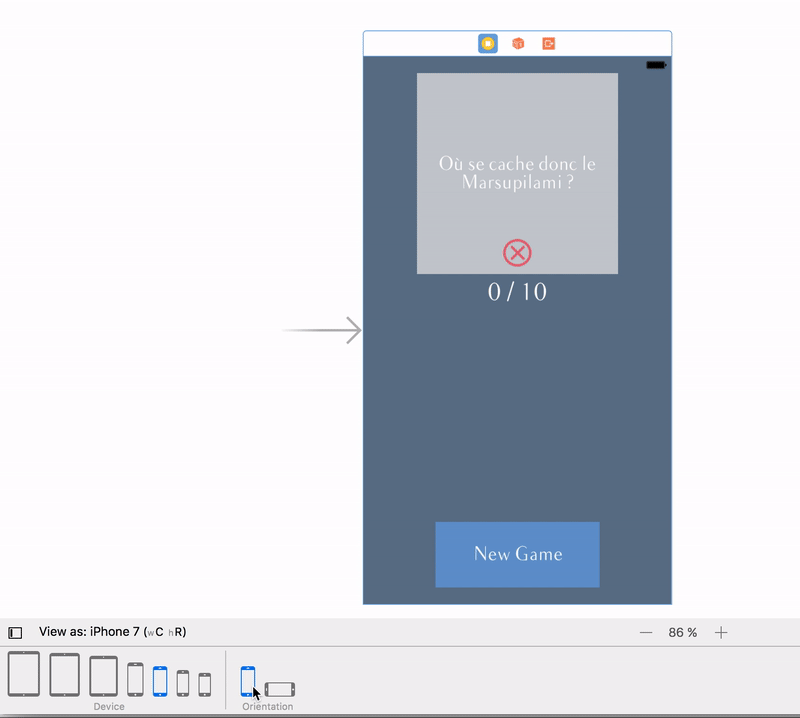 Où se cache donc le
Marsupilami ?
0 / 10
New Game
View as: iPhone 7 (wC hR)
86 %
Device
Orientation